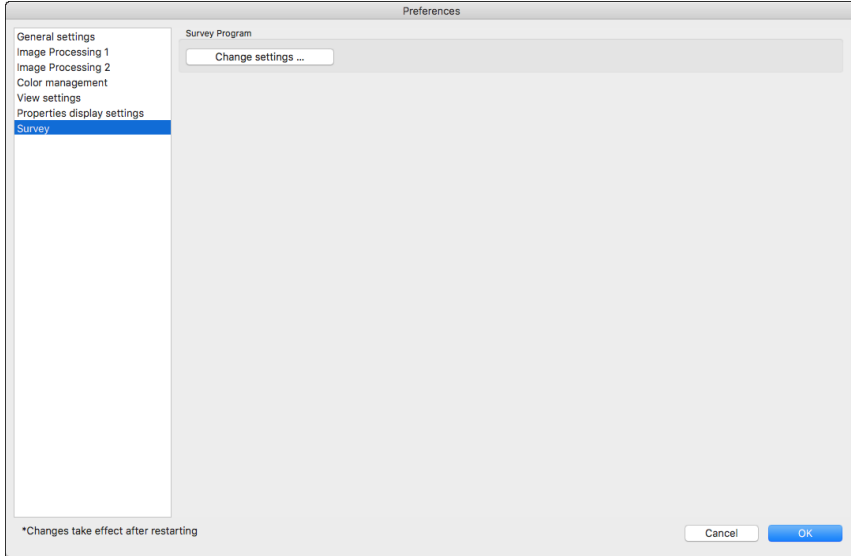 Preferences
General settings
Image Processing 1
Image Processing 2
Color management
View settings
Properties display settings
Survey
Survey Program
Change settings ...
*Changes take effect after restarting
Cancel
OK